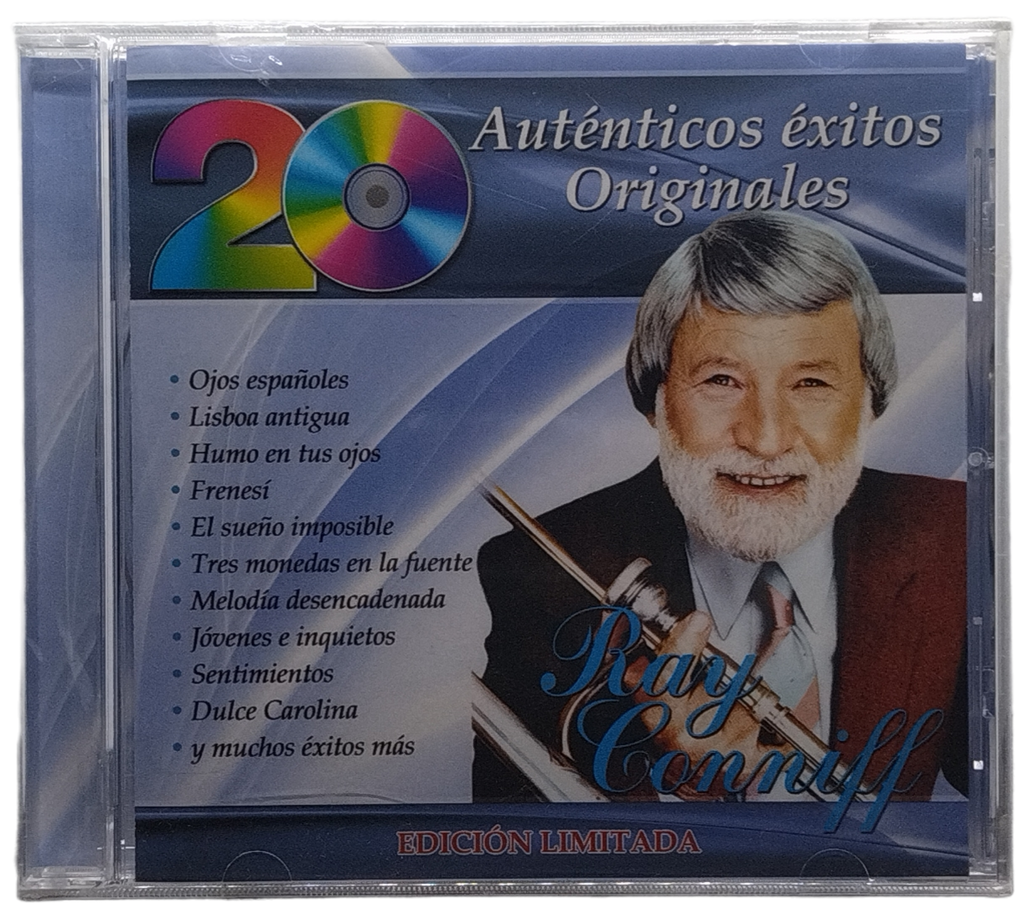 20 Auténticos éxitos
Originales
• Ojos españoles
• Lisboa antigua
• Humo en tus ojos
• Frenesí
• El sueño imposible
• Tres monedas en la fuente
• Melodía desencadenada
• Jóvenes e inquietos
• Sentimientos
• Dulce Carolina
• y muchos éxitos más
Ray
Conniff
EDICIÓN LIMITADA